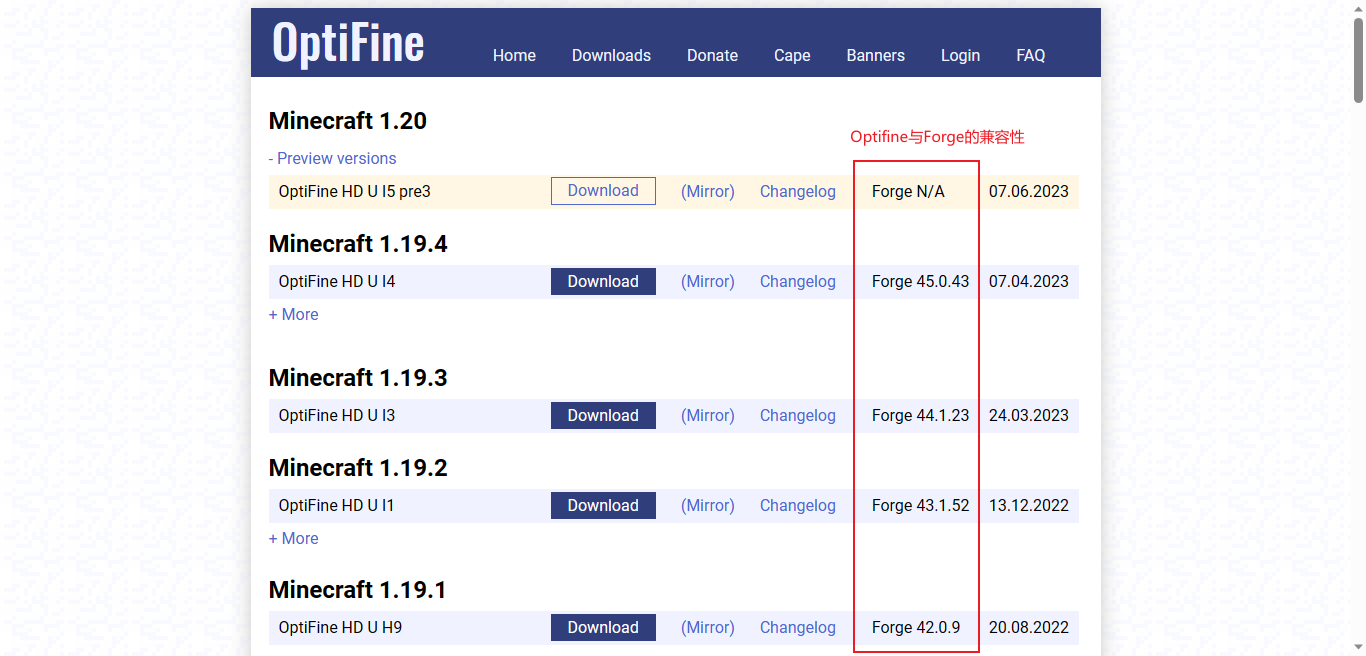 OptiFine Home Downloads Donate Cape Banners Login FAQ
Minecraft 1.20
Optifine与Forge的兼容性
- Preview versions
OptiFine HD U I5 pre3 Download (Mirror) Changelog Forge N/A 07.06.2023
Minecraft 1.19.4
OptiFine HD U I4 Download (Mirror) Changelog Forge 45.0.43 07.04.2023
+ More
Minecraft 1.19.3
OptiFine HD U I3 Download (Mirror) Changelog Forge 44.1.23 24.03.2023
Minecraft 1.19.2
OptiFine HD U I1 Download (Mirror) Changelog Forge 43.1.52 13.12.2022
+ More
Minecraft 1.19.1
OptiFine HD U H9 Download (Mirror) Changelog Forge 42.0.9 20.08.2022